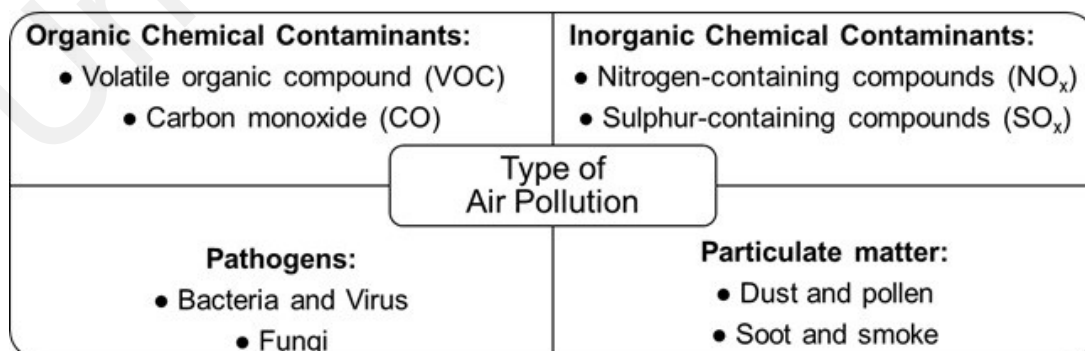 Organic Chemical Contaminants:
● Volatile organic compound (VOC)
● Carbon monoxide (CO)
Inorganic Chemical Contaminants:
● Nitrogen-containing compounds (NOₓ)
● Sulphur-containing compounds (SOₓ)
Type of
Air Pollution
Pathogens:
● Bacteria and Virus
● Fungi
Particulate matter:
● Dust and pollen
● Soot and smoke